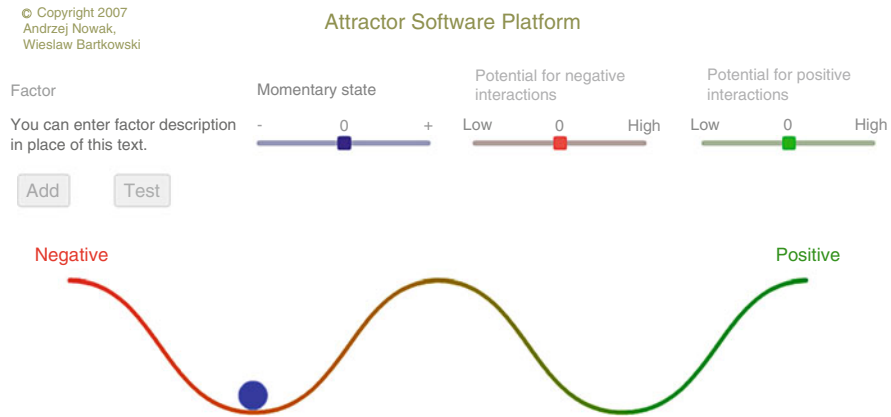 © Copyright 2007
Andrzej Nowak,
Wieslaw Bartkowski
Attractor Software Platform
Factor
Momentary state
Potential for negative
interactions
Potential for positive
interactions
You can enter factor description
in place of this text.
- 0 +
Low 0 High
Low 0 High
Add Test
Negative Positive